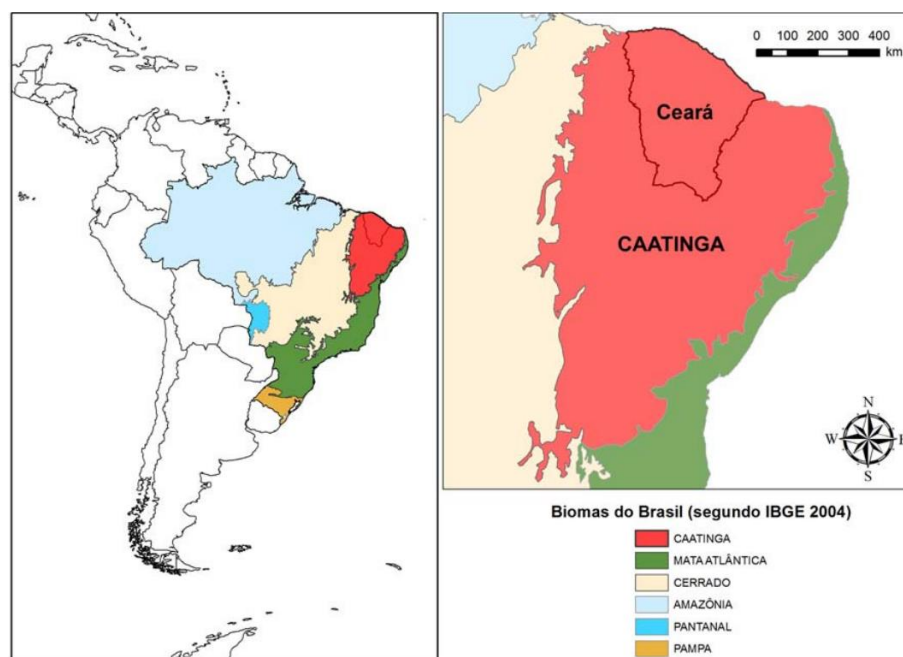 0 100 200 300 400
km
Ceará
CAATINGA
N
W E
S
Biomas do Brasil (segundo IBGE 2004)
CAATINGA
MATA ATLÂNTICA
CERRADO
AMAZÔNIA
PANTANAL
PAMPA